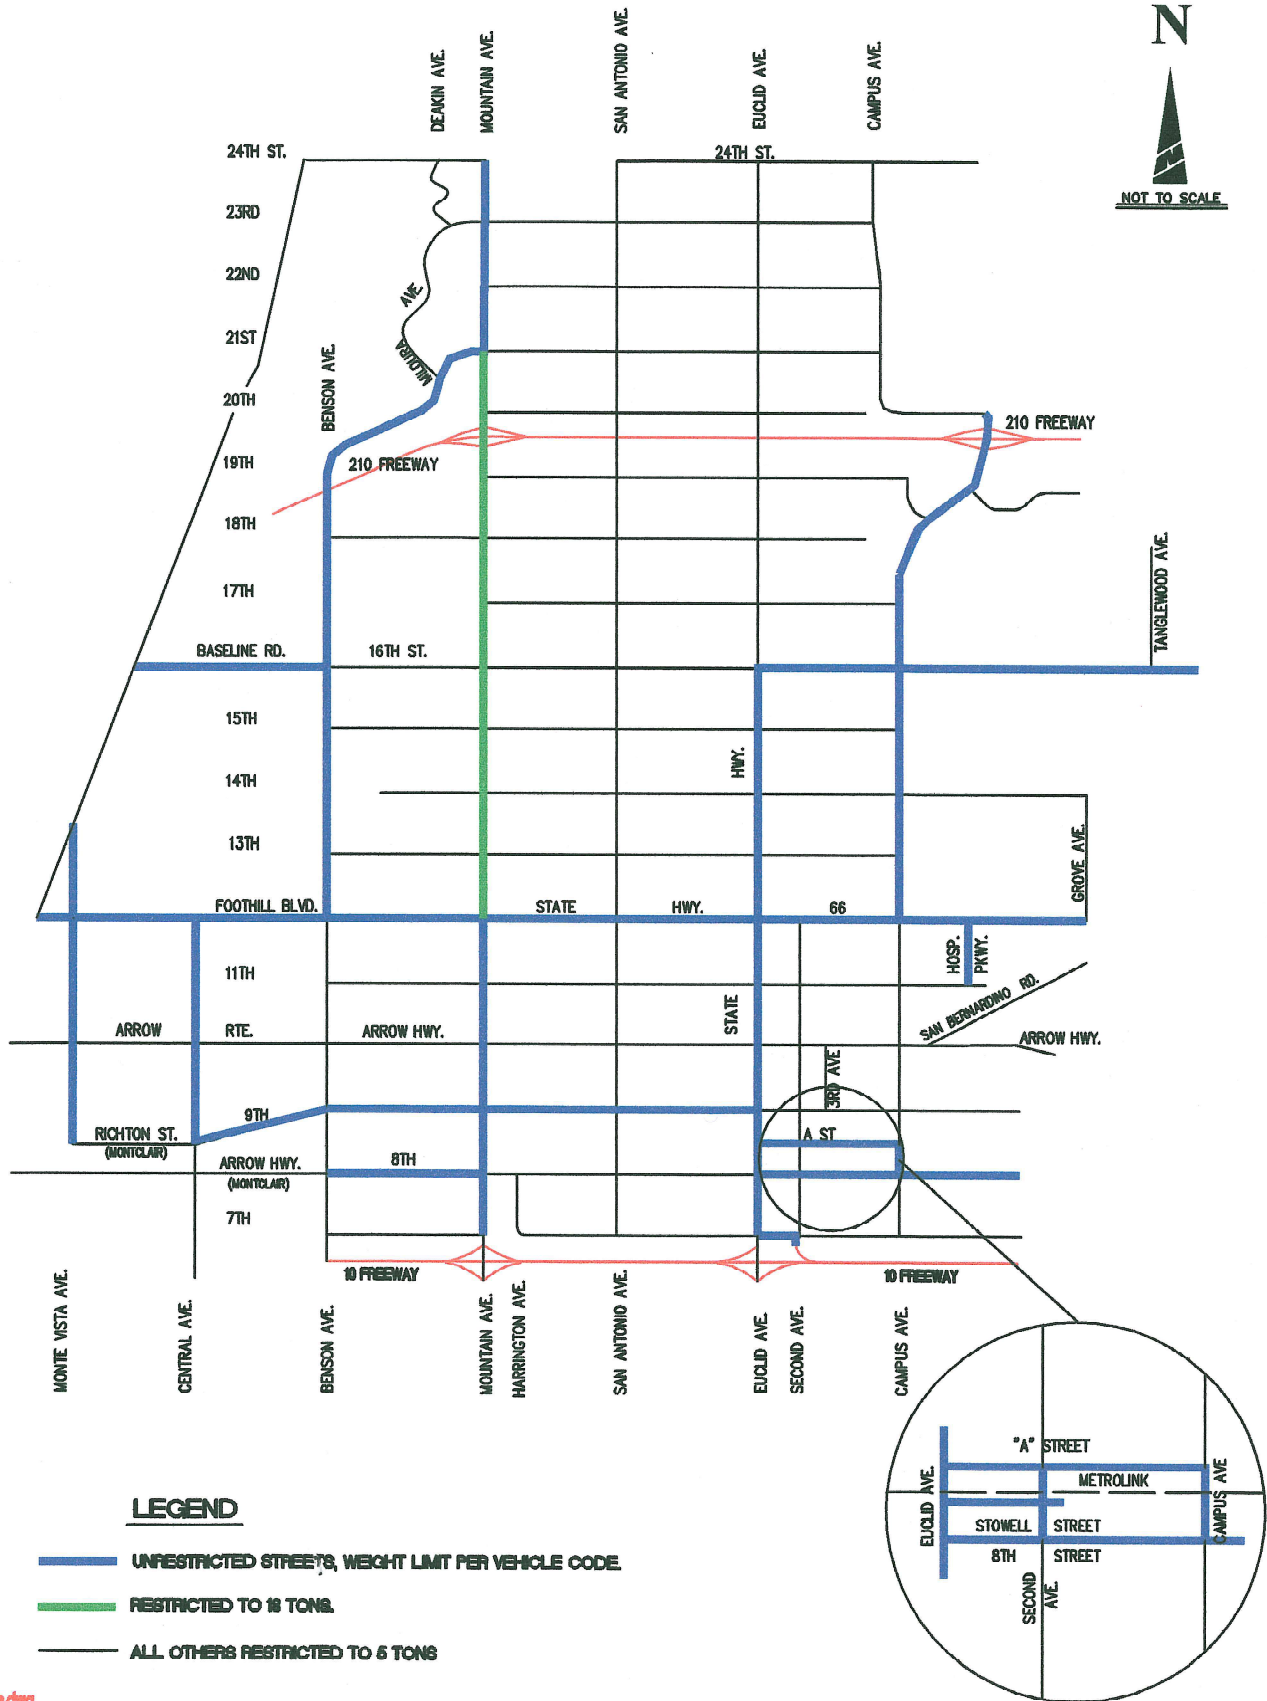 N
DEAKIN AVE.
MOUNTAIN AVE.
SAN ANTONIO AVE.
EUCLID AVE.
CAMPUS AVE.
NOT TO SCALE
24TH ST.
24TH ST.
23RD
22ND
AVE.
21ST
MILDURA
BENSON AVE.
20TH
210 FREEWAY
19TH
210 FREEWAY
18TH
TANGLEWOOD AVE.
17TH
BASELINE RD.
16TH ST.
15TH
HWY.
14TH
13TH
GROVE AVE.
FOOTHILL BLVD.
STATE
HWY.
66
HOSP.
PKWY.
11TH
SAN BERNARDINO RD.
STATE
ARROW
RTE.
ARROW HWY.
ARROW HWY.
3RD AVE
9TH
RICHTON ST.
(MONTCLAIR)
A ST
ARROW HWY.
(MONTCLAIR)
8TH
7TH
10 FREEWAY
10 FREEWAY
MONTE VISTA AVE.
CENTRAL AVE.
BENSON AVE.
MOUNTAIN AVE.
HARRINGTON AVE.
SAN ANTONIO AVE.
EUCLID AVE.
SECOND AVE.
CAMPUS AVE.
"A" STREET
METROLINK
EUCLID AVE.
CAMPUS AVE
STOWELL STREET
8TH STREET
SECOND
AVE.
LEGEND
UNRESTRICTED STREETS, WEIGHT LIMIT PER VEHICLE CODE.
RESTRICTED TO 18 TONS.
ALL OTHERS RESTRICTED TO 5 TONS